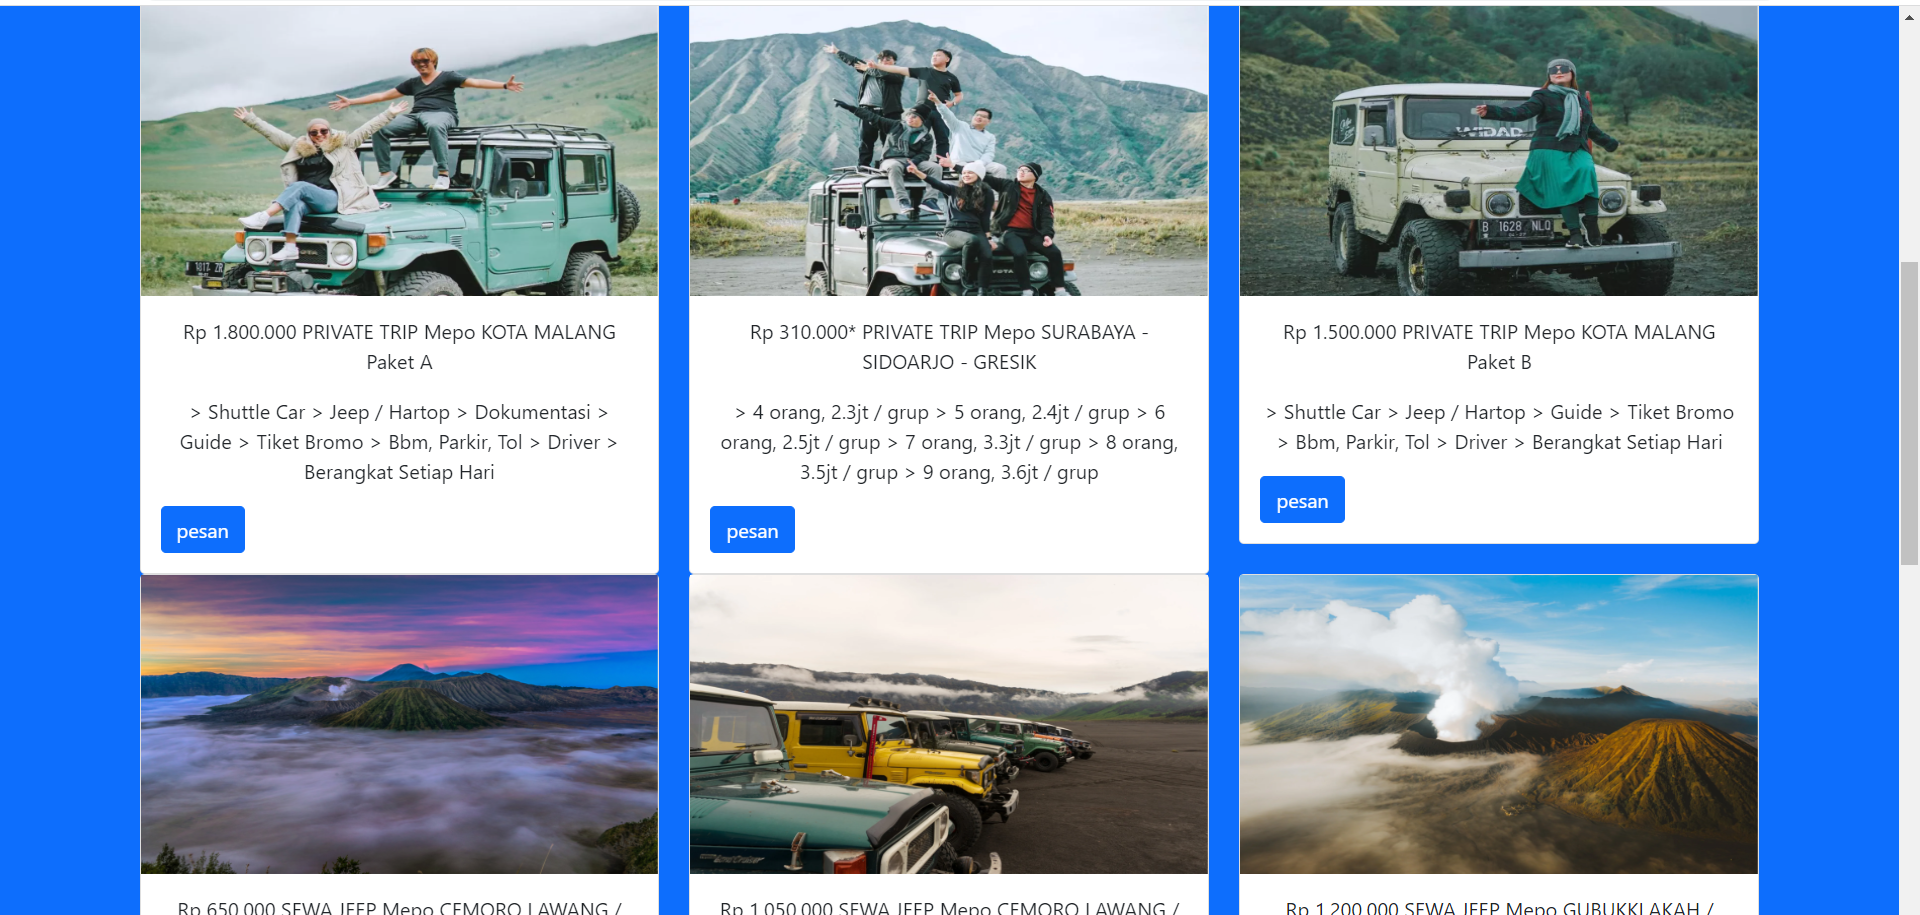 WIDAD
B 1628 NLO
TOYOTA
Rp 1.800.000 PRIVATE TRIP Mepo KOTA MALANG
Paket A
> Shuttle Car > Jeep / Hartop > Dokumentasi >
Guide > Tiket Bromo > Bbm, Parkir, Tol > Driver >
Berangkat Setiap Hari
pesan
Rp 310.000* PRIVATE TRIP Mepo SURABAYA -
SIDOARJO - GRESIK
> 4 orang, 2.3jt / grup > 5 orang, 2.4jt / grup > 6
orang, 2.5jt / grup > 7 orang, 3.3jt / grup > 8 orang,
3.5jt / grup > 9 orang, 3.6jt / grup
pesan
Rp 1.500.000 PRIVATE TRIP Mepo KOTA MALANG
Paket B
> Shuttle Car > Jeep / Hartop > Guide > Tiket Bromo
> Bbm, Parkir, Tol > Driver > Berangkat Setiap Hari
pesan
Rp 650.000 SEWA JEEP Mepo CEMORO LAWANG /
Rp 1.050.000 SEWA JEEP Mepo CEMORO LAWANG /
Rp 1.200.000 SEWA JEEP Mepo GUBUKKLAKAH /